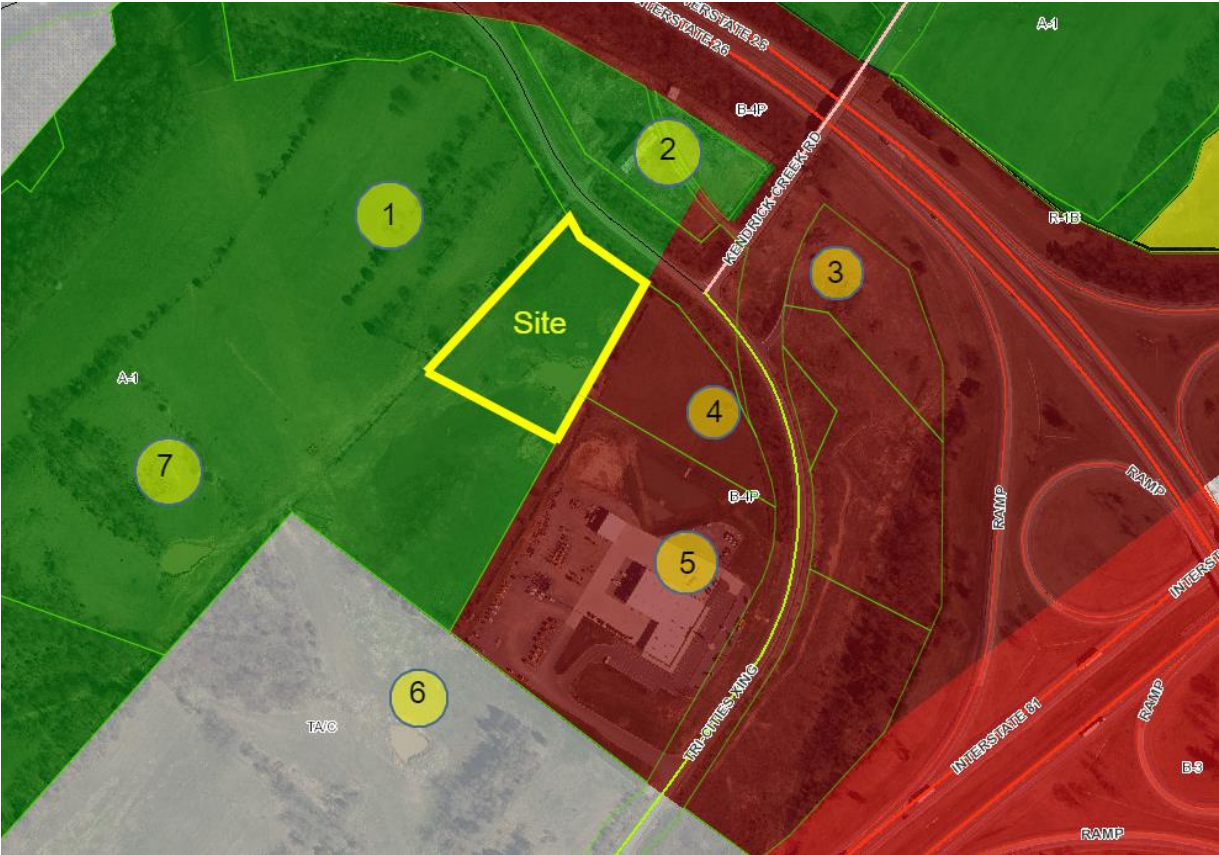 INTERSTATE 26
INTERSTATE 26
A-1
B-4P
2
KENDRICK CREEK RD
1
R-1B
3
Site
A-1
4
7
B-4P
RAMP
RAMP
5
INTERST
6
TA/C
TRI-CITIES XING
INTERSTATE 81
RAMP
B-3
RAMP